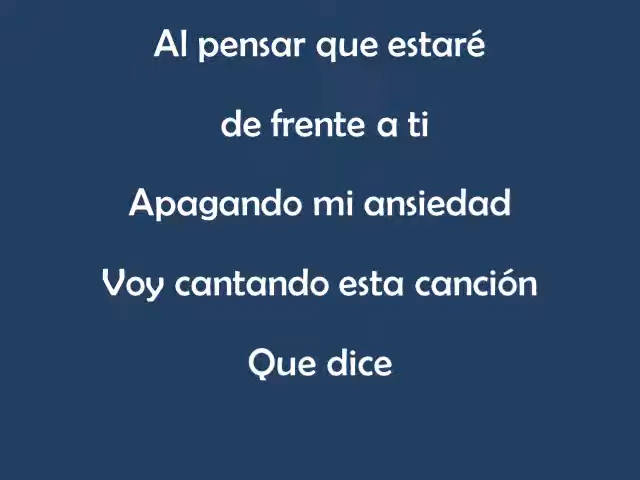 Al pensar que estaré
de frente a ti
Apagando mi ansiedad
Voy cantando esta canción
Que dice